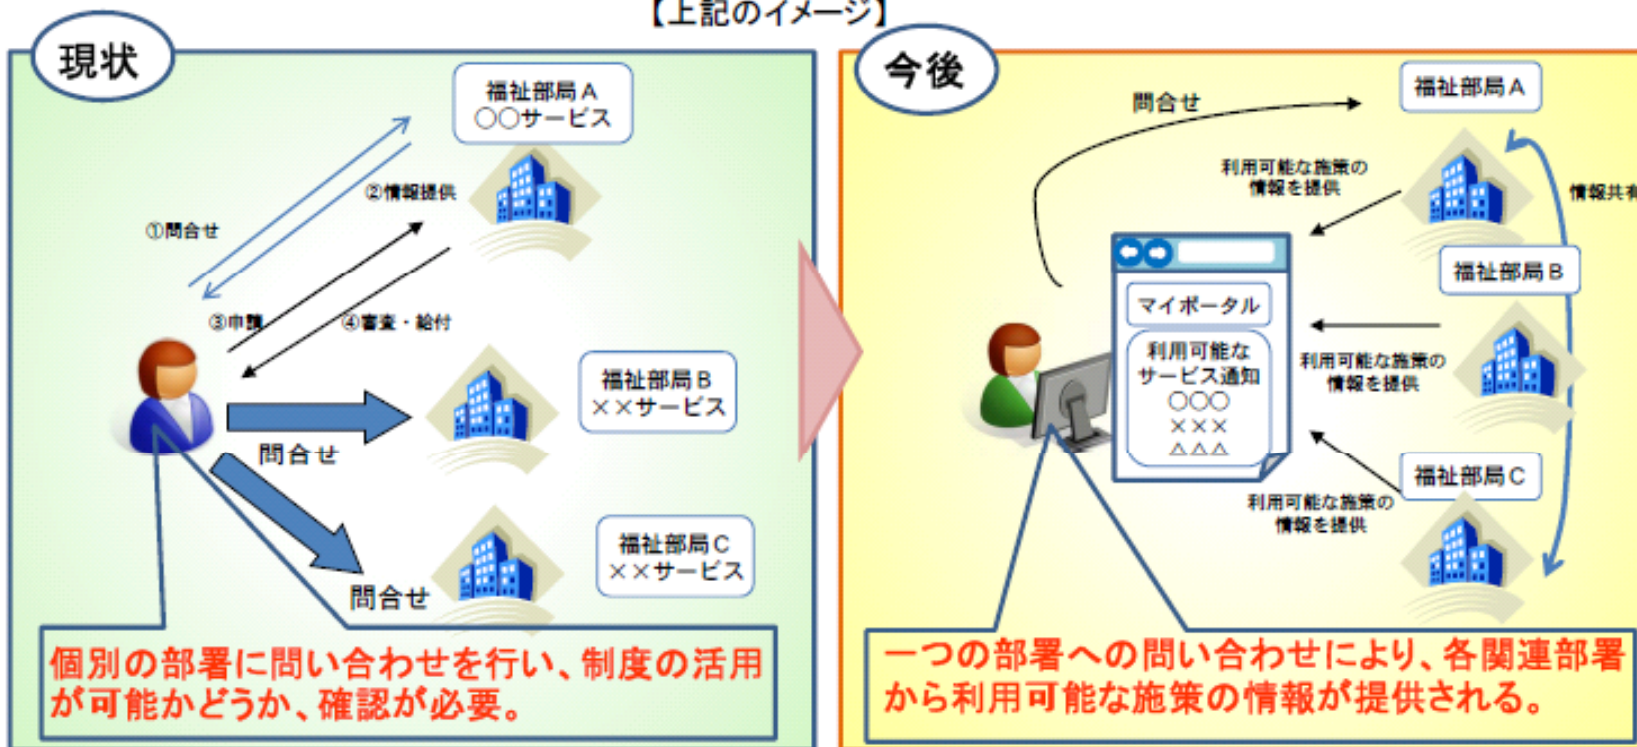 【上記のイメージ】
現状
福祉部局A
○○サービス
②情報提供
①問合せ
③申請
④審査・給付
福祉部局B
××サービス
問合せ
福祉部局C
××サービス
問合せ
個別の部署に問い合わせを行い、制度の活用
が可能かどうか、確認が必要。
今後
問合せ
福祉部局A
利用可能な施策の
情報を提供
情報共有
福祉部局B
マイポータル
利用可能な
サービス通知
○○○
×××
△△△
利用可能な施策の
情報を提供
福祉部局C
利用可能な施策の
情報を提供
一つの部署への問い合わせにより、各関連部署
から利用可能な施策の情報が提供される。